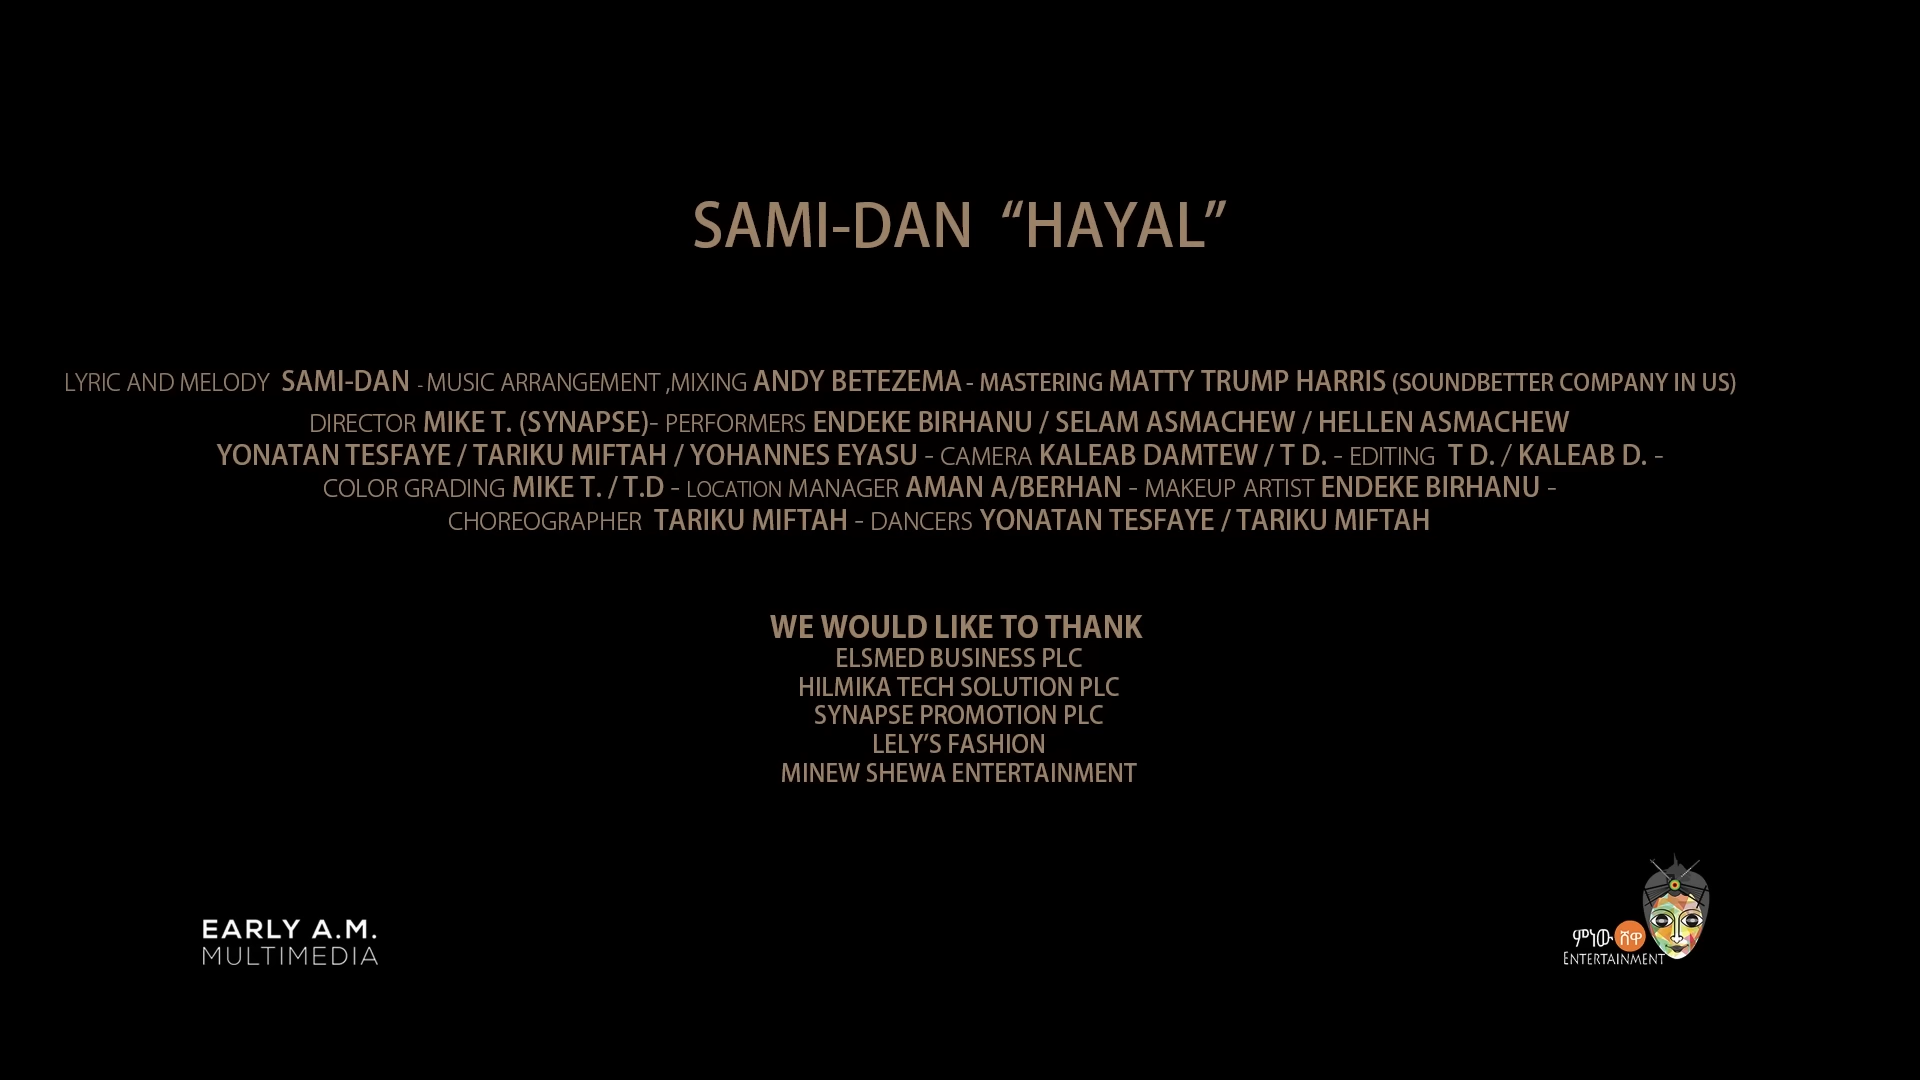 SAMI-DAN “HAYAL”
LYRIC AND MELODY SAMI-DAN - MUSIC ARRANGEMENT ,MIXING ANDY BETEZEMA - MASTERING MATTY TRUMP HARRIS (SOUNDBETTER COMPANY IN US)
DIRECTOR MIKE T. (SYNAPSE)- PERFORMERS ENDEKE BIRHANU / SELAM ASMACHEW / HELLEN ASMACHEW
YONATAN TESFAYE / TARIKU MIFTAH / YOHANNES EYASU - CAMERA KALEAB DAMTEW / T D. - EDITING T D. / KALEAB D. -
COLOR GRADING MIKE T. / T.D - LOCATION MANAGER AMAN A/BERHAN - MAKEUP ARTIST ENDEKE BIRHANU -
CHOREOGRAPHER TARIKU MIFTAH - DANCERS YONATAN TESFAYE / TARIKU MIFTAH
WE WOULD LIKE TO THANK
ELSMED BUSINESS PLC
HILMIKA TECH SOLUTION PLC
SYNAPSE PROMOTION PLC
LELY’S FASHION
MINEW SHEWA ENTERTAINMENT
EARLY A.M.
MULTIMEDIA
ምነው ሸዋ
ENTERTAINMENT